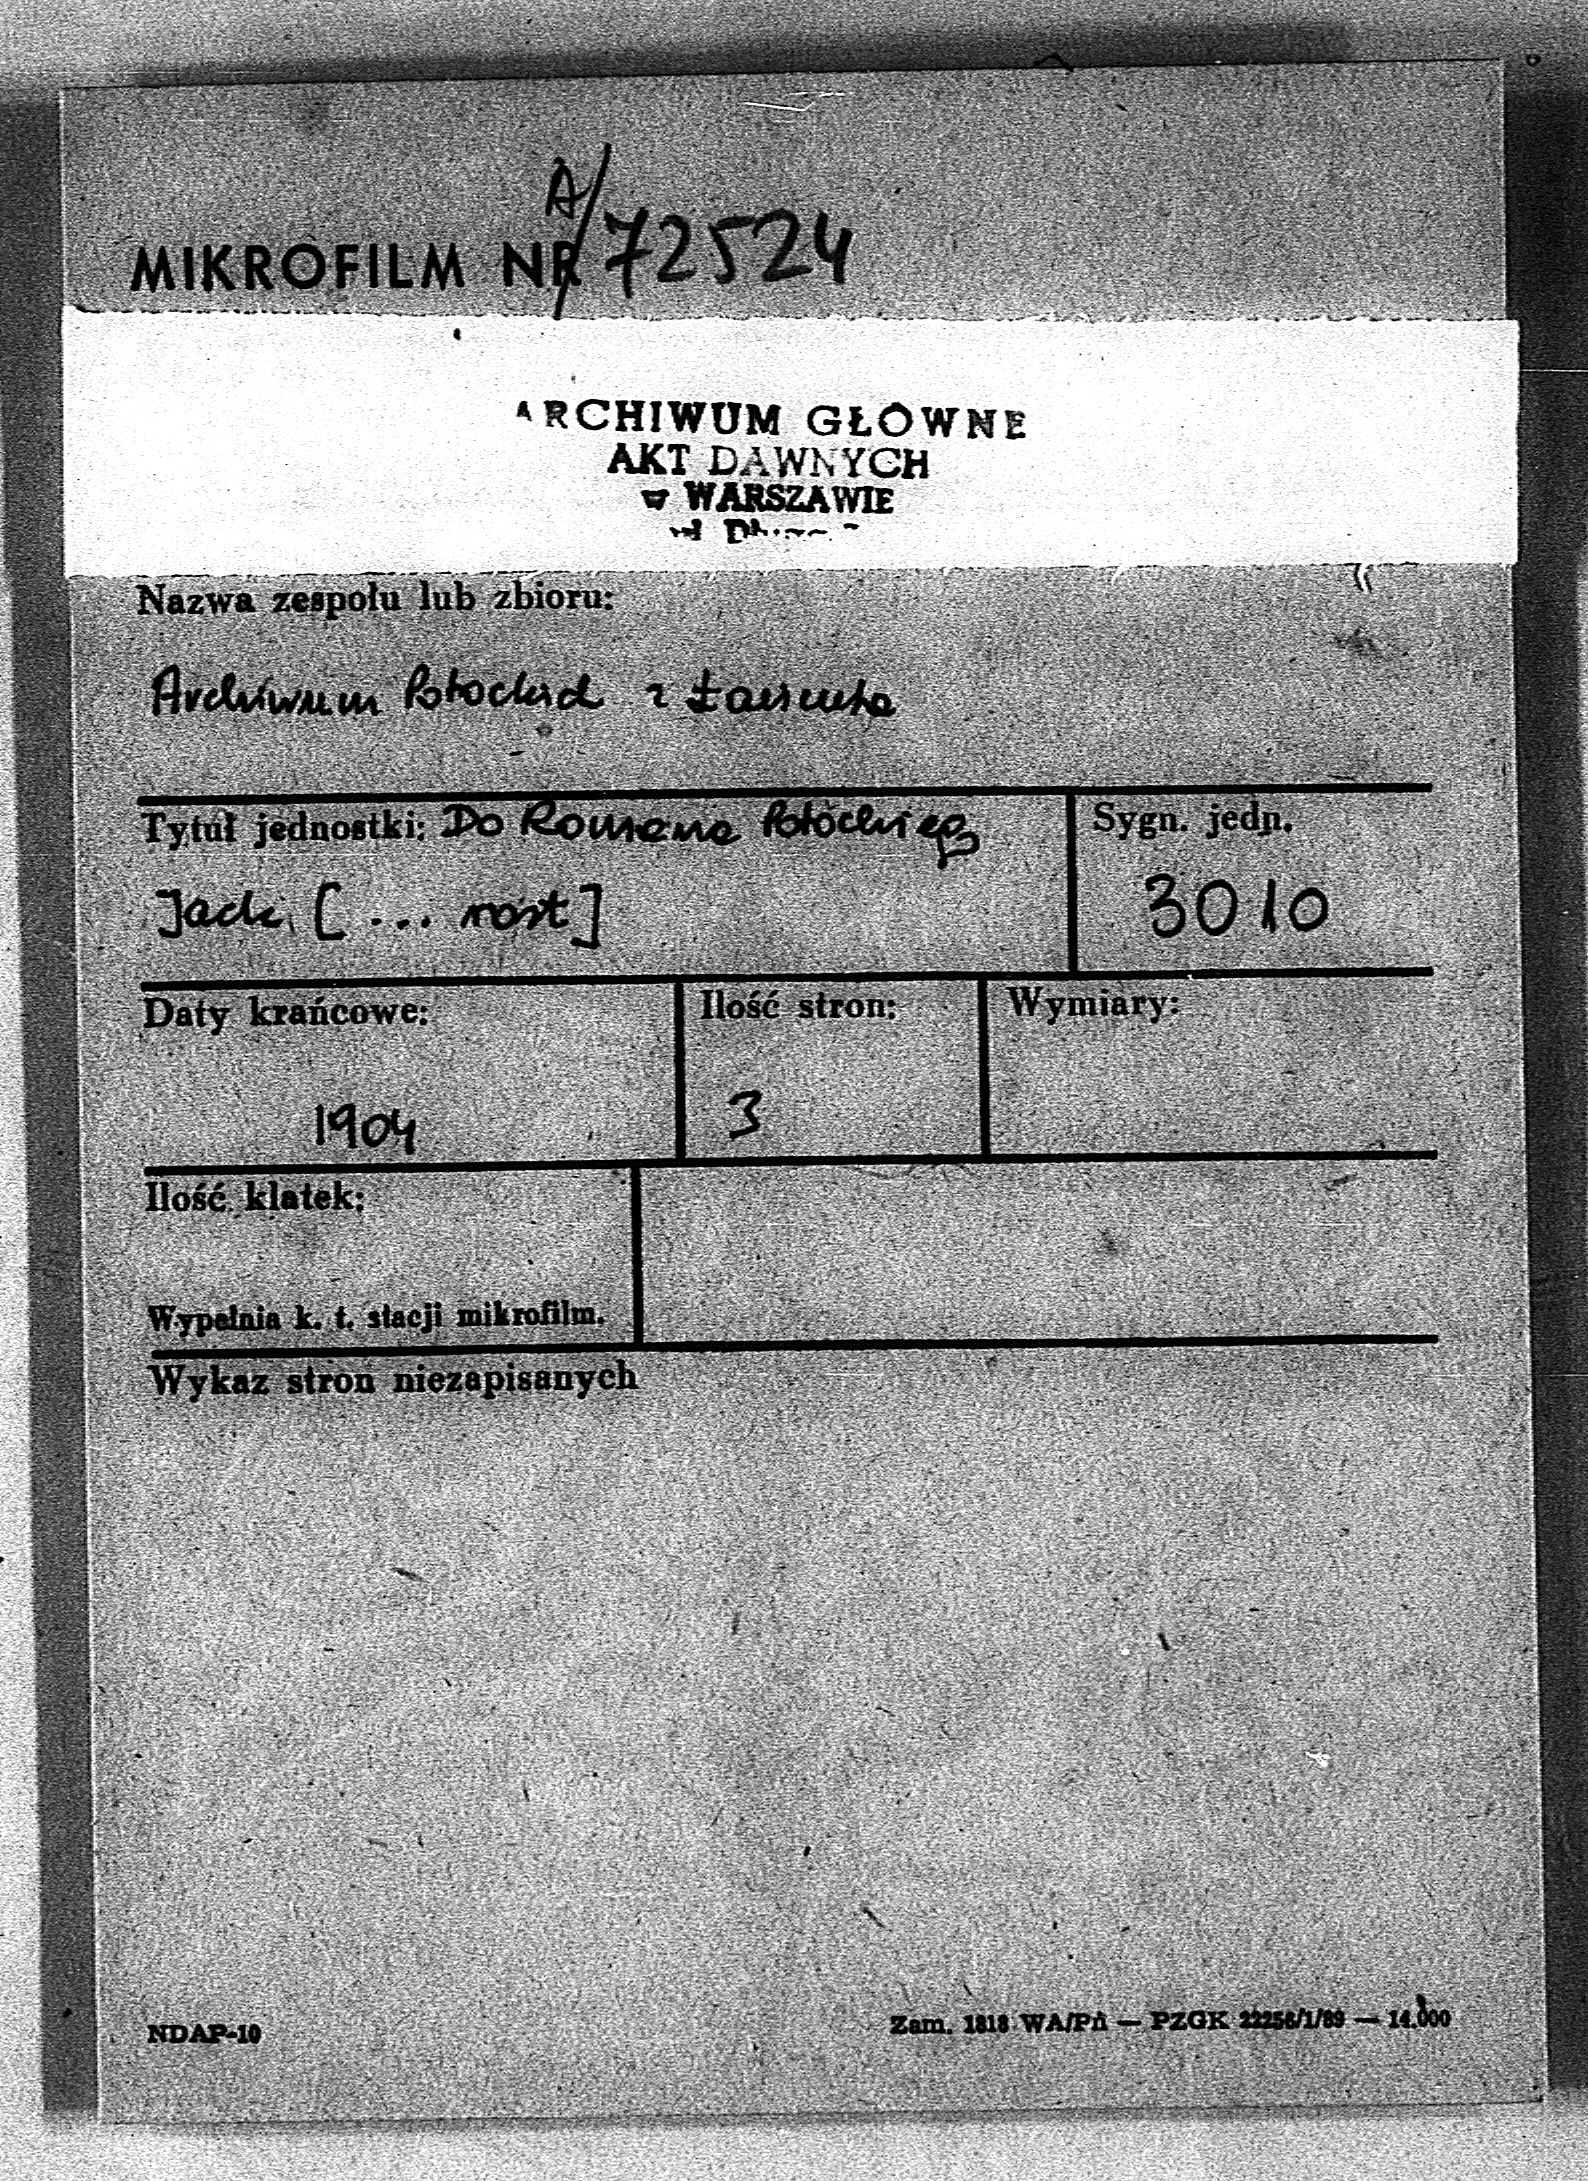 MIKROFILM NR A/72524
ARCHIWUM GŁÓWNE
AKT DAWNYCH
w WARSZAWIE
Nazwa zespołu lub zbioru:
Archiwum Potockich z Łańcuta
Tytuł jednostki: Do Romana Potockiego
Jack [... rost]
Sygn. jedn.
3010
Daty krańcowe:
1904
Ilość stron:
3
Wymiary:
Ilość klatek:
Wypełnia k. t. stacji mikrofilm.
Wykaz stron niezapisanych
NDAP-10
Zam. 1818 WA/Pń — PZGK 22256/1/89 — 14.000